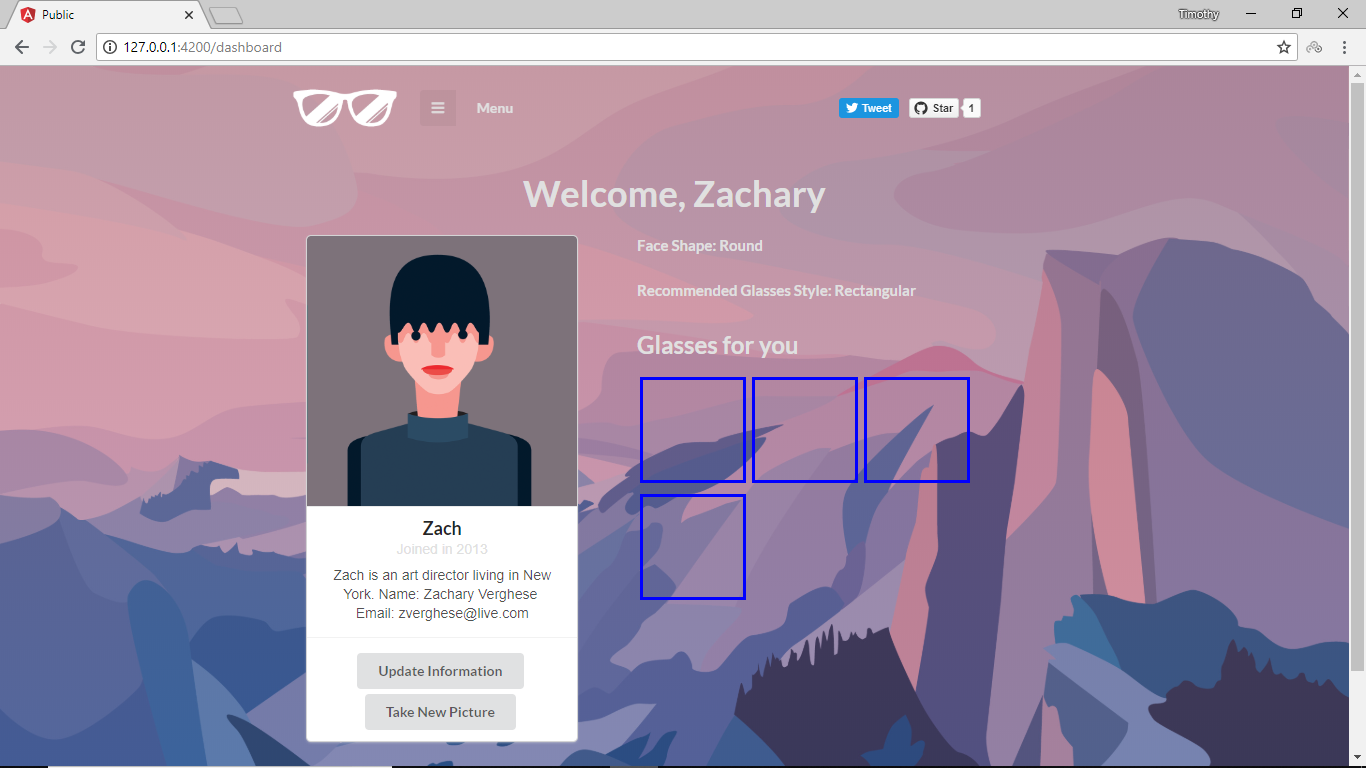 Public
Timothy
127.0.0.1:4200/dashboard
Menu
Tweet
Star
1
Welcome, Zachary
Face Shape: Round
Recommended Glasses Style: Rectangular
Glasses for you
Zach
Joined in 2013
Zach is an art director living in New
York. Name: Zachary Verghese
Email: zverghese@live.com
Update Information
Take New Picture